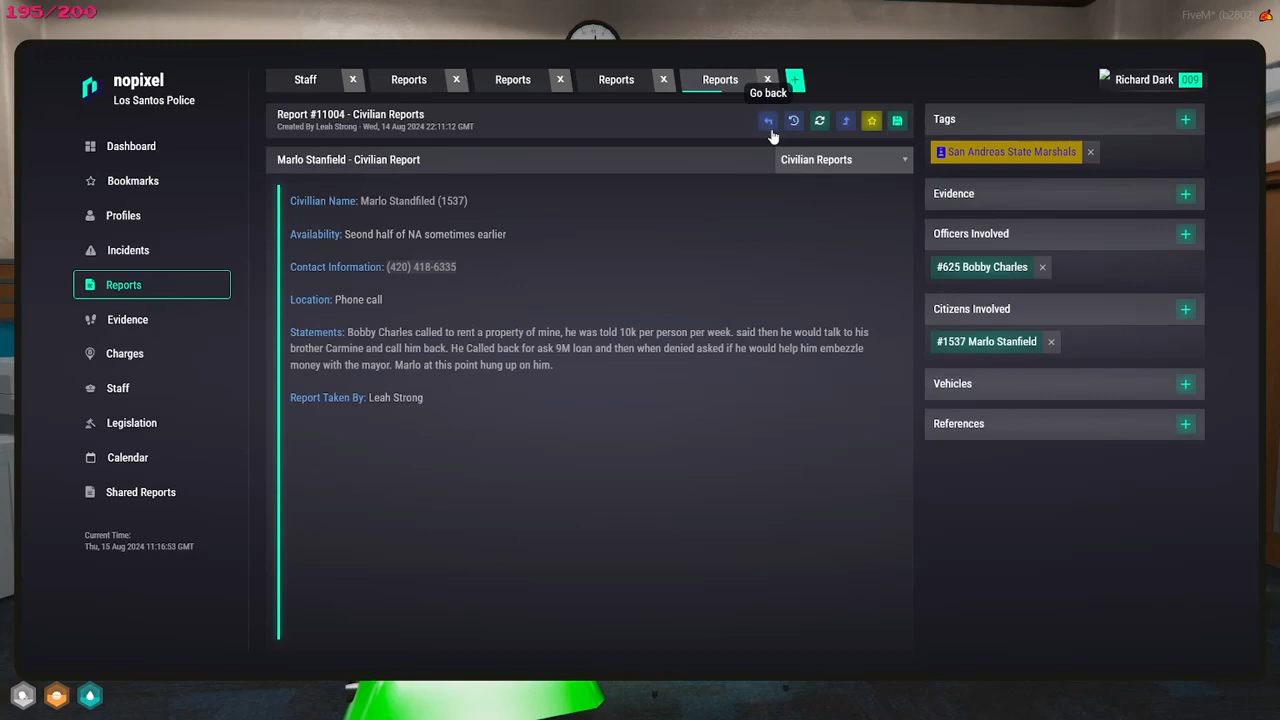 195/200
FiveM* (b2802)
nopixel
Los Santos Police
Staff x Reports x Reports x Reports x Reports x +
Go back
Richard Dark 009
Report #11004 - Civilian Reports
Created By Leah Strong - Wed, 14 Aug 2024 22:11:12 GMT
Marlo Stanfield - Civilian Report
Civilian Reports
Civillian Name: Marlo Standfiled (1537)
Availability: Seond half of NA sometimes earlier
Contact Information: (420) 418-6335
Location: Phone call
Statements: Bobby Charles called to rent a property of mine, he was told 10k per person per week. said then he would talk to his
brother Carmine and call him back. He Called back for ask 9M loan and then when denied asked if he would help him embezzle
money with the mayor. Marlo at this point hung up on him.
Report Taken By: Leah Strong
Dashboard
Bookmarks
Profiles
Incidents
Reports
Evidence
Charges
Staff
Legislation
Calendar
Shared Reports
Current Time:
Thu, 15 Aug 2024 11:16:53 GMT
Tags +
San Andreas State Marshals ×
Evidence +
Officers Involved +
#625 Bobby Charles ×
Citizens Involved +
#1537 Marlo Stanfield ×
Vehicles +
References +